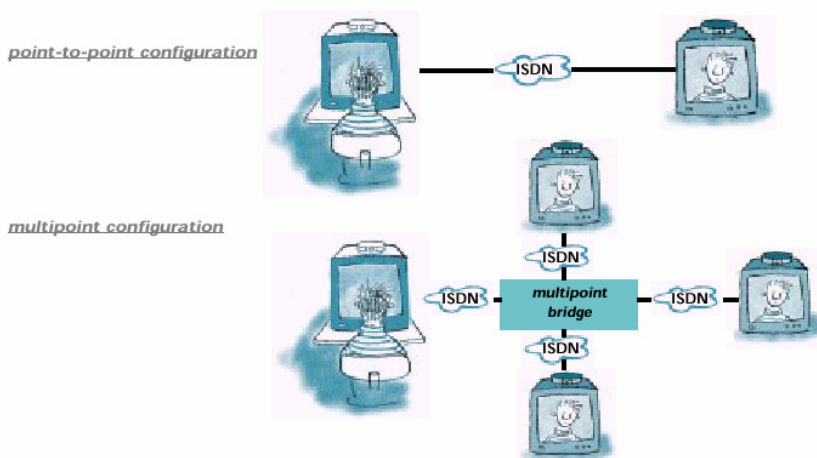 point-to-point configuration
ISDN
multipoint configuration
ISDN
ISDN
multipoint
bridge
ISDN
ISDN